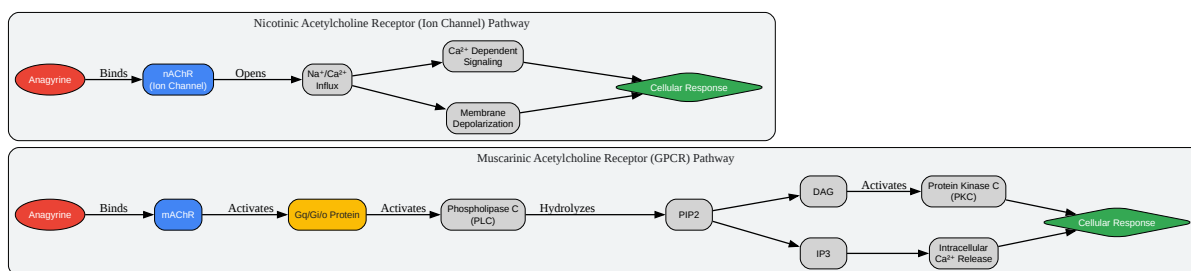 Nicotinic Acetylcholine Receptor (Ion Channel) Pathway
Anagyrine
Binds
nAChR
(Ion Channel)
Opens
Na⁺/Ca²⁺
Influx
Ca²⁺ Dependent
Signaling
Membrane
Depolarization
Cellular Response
Muscarinic Acetylcholine Receptor (GPCR) Pathway
Anagyrine
Binds
mAChR
Activates
Gq/Gi/o Protein
Activates
Phospholipase C
(PLC)
Hydrolyzes
PIP2
DAG
Activates
Protein Kinase C
(PKC)
IP3
Intracellular
Ca²⁺ Release
Cellular Response